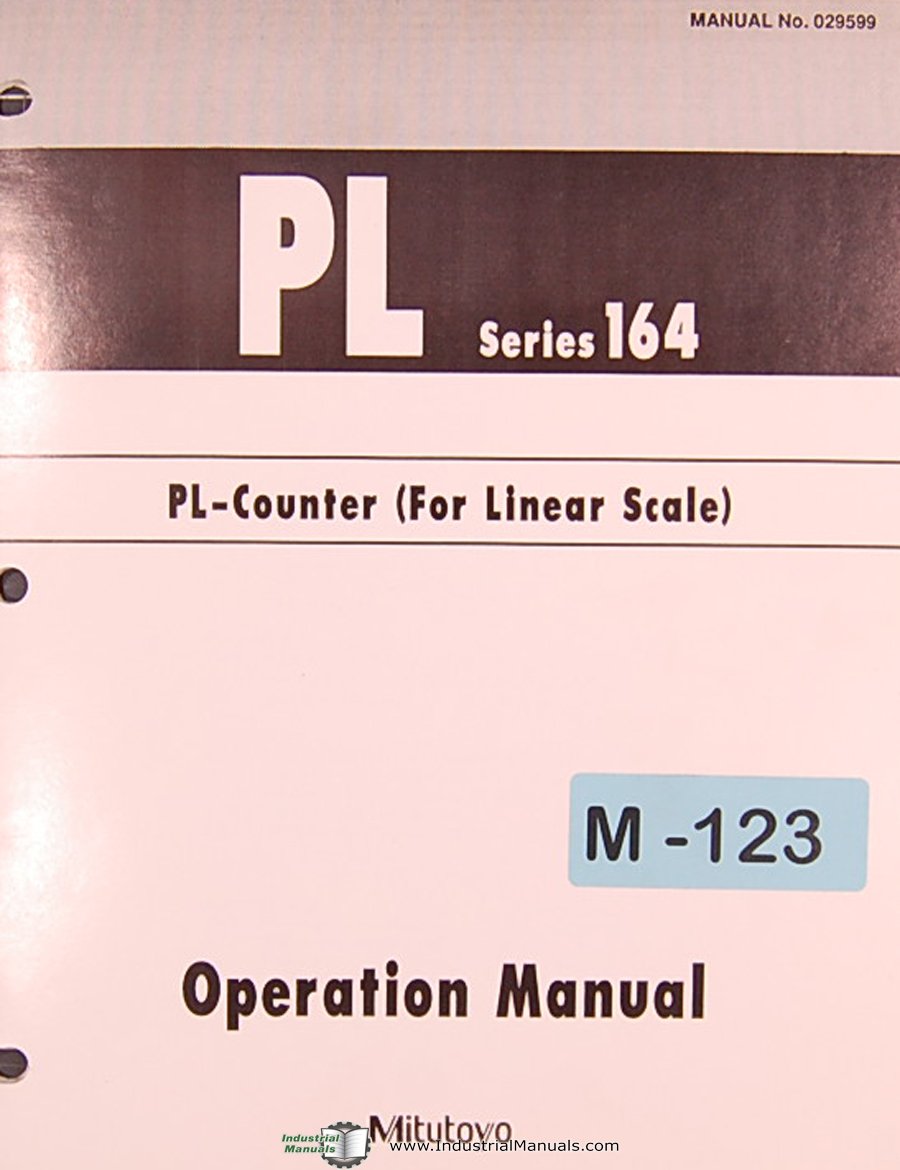 MANUAL No. 029599
PL Series 164
PL-Counter (For Linear Scale)
M -123
Operation Manual
Mitutoyo
Industrial
Manuals
www.IndustrialManuals.com